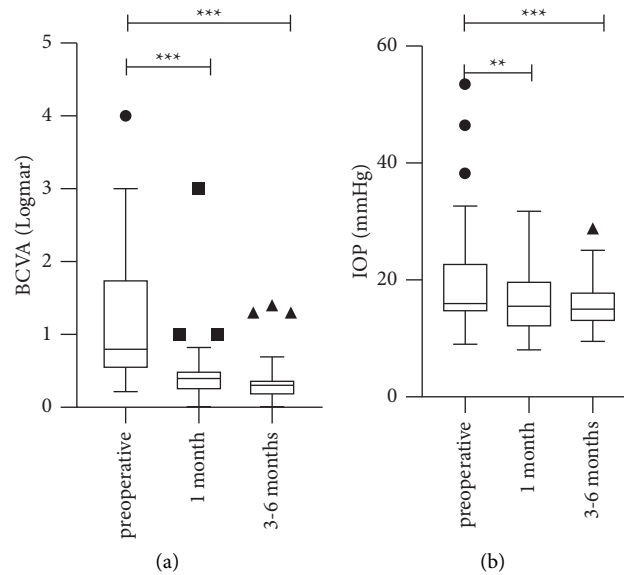 ***
***
5
4
3
2
1
0
BCVA (Logmar)
preoperative
1 month
3-6 months
(a)
***
**
60
40
20
0
IOP (mmHg)
preoperative
1 month
3-6 months
(b)